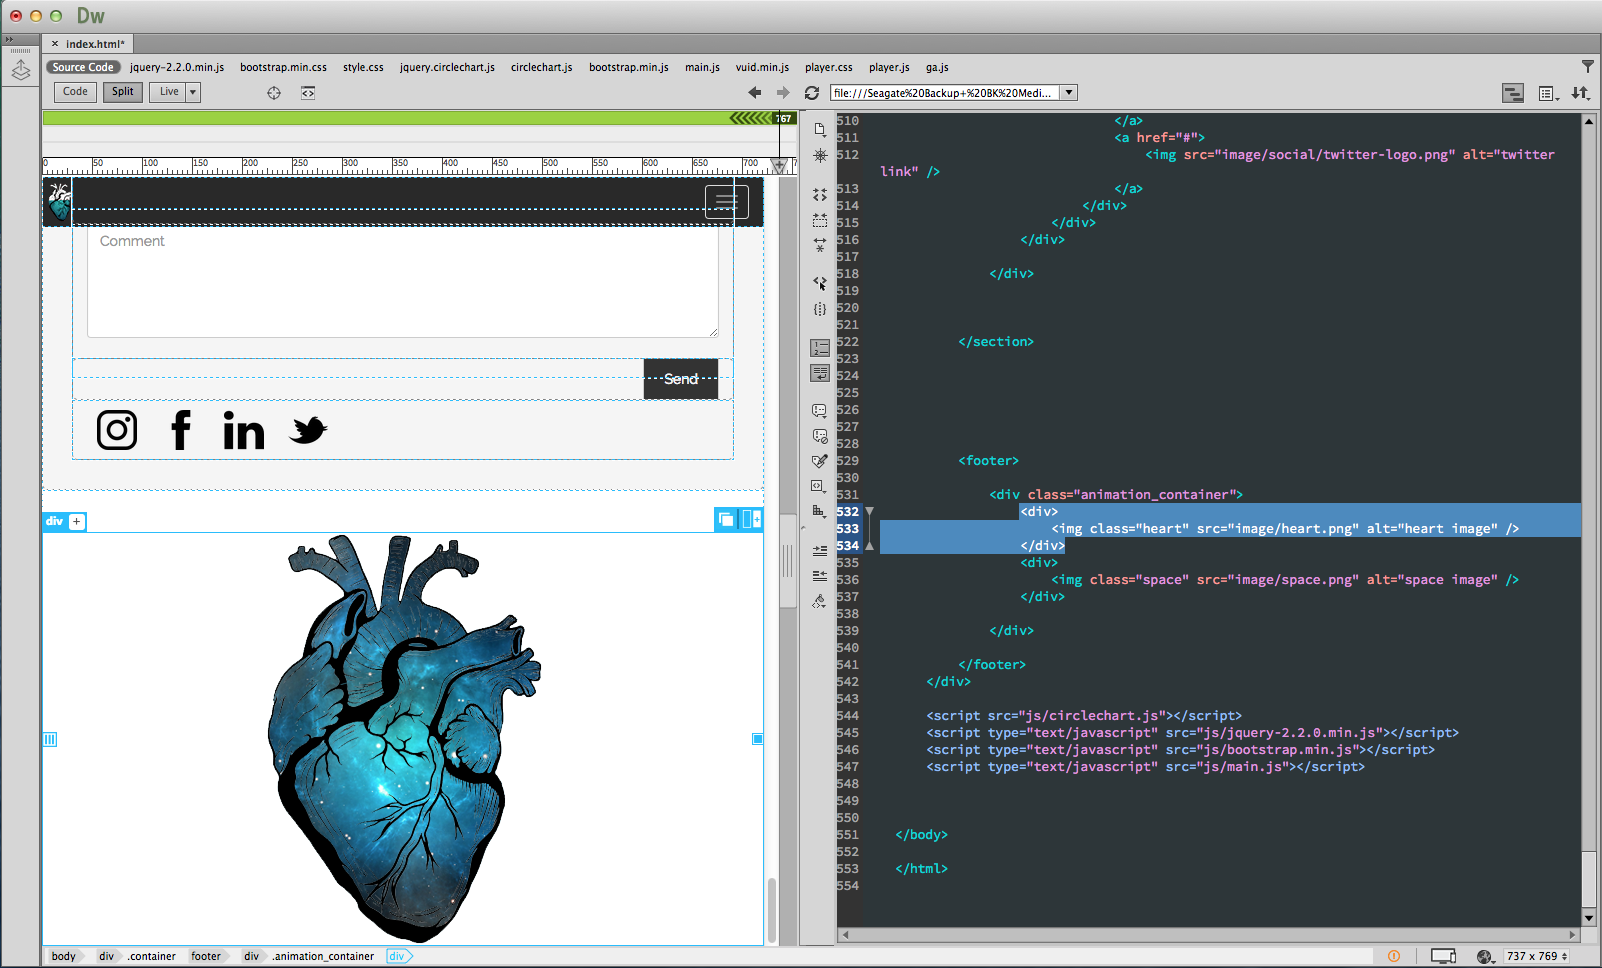 Dw
index.html*
Source Code jquery-2.2.0.min.js bootstrap.min.css style.css jquery.circlechart.js circlechart.js bootstrap.min.js main.js vuid.min.js player.css player.js ga.js
Code Split Live file:///Seagate%20Backup+%20BK%20Medi...
767
0 50 100 150 200 250 300 350 400 450 500 550 600 650 700
Comment
Send
in
div +
510 </a>
511 <a href="#">
512 <img src="image/social/twitter-logo.png" alt="twitter
link" />
513 </a>
514 </div>
515 </div>
516 </div>
517
518 </div>
519
520
521
522 </section>
523
524
525
526
527
528
529 <footer>
530
531 <div class="animation_container">
532 <div>
533 <img class="heart" src="image/heart.png" alt="heart image" />
534 </div>
535 <div>
536 <img class="space" src="image/space.png" alt="space image" />
537 </div>
538
539 </div>
540
541 </footer>
542 </div>
543
544 <script src="js/circlechart.js"></script>
545 <script type="text/javascript" src="js/jquery-2.2.0.min.js"></script>
546 <script type="text/javascript" src="js/bootstrap.min.js"></script>
547 <script type="text/javascript" src="js/main.js"></script>
548
549
550
551 </body>
552
553 </html>
554
body div .container footer div .animation_container div
737 x 769